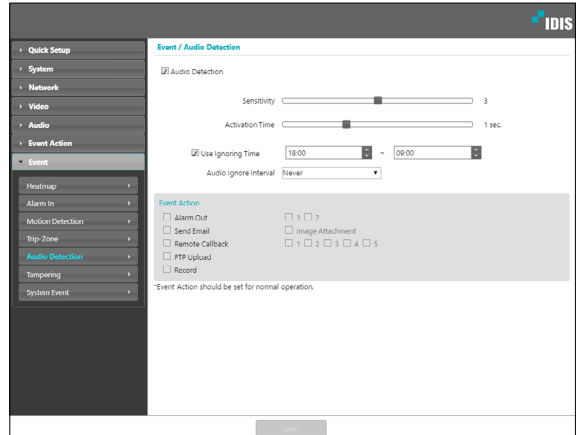 IDIS
Quick Setup
System
Network
Video
Audio
Event Action
Event
Heatmap
Alarm In
Motion Detection
Trip-Zone
Audio Detection
Tampering
System Event
Event / Audio Detection
Audio Detection
Sensitivity 3
Activation Time 1 sec.
Use Ignoring Time 18:00 ~ 09:00
Audio Ignore Interval Never
Event Action
Alarm Out 1 2
Send Email Image Attachment
Remote Callback 1 2 3 4 5
FTP Upload
Record
*Event Action should be set for normal operation.